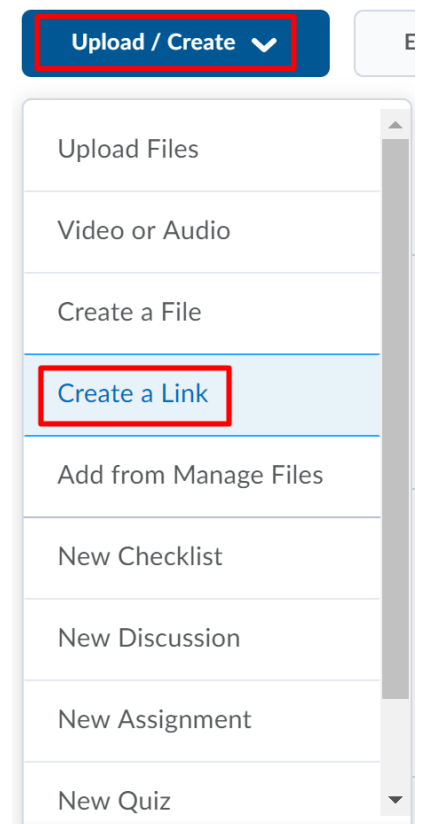 Upload / Create
E
Upload Files
Video or Audio
Create a File
Create a Link
Add from Manage Files
New Checklist
New Discussion
New Assignment
New Quiz